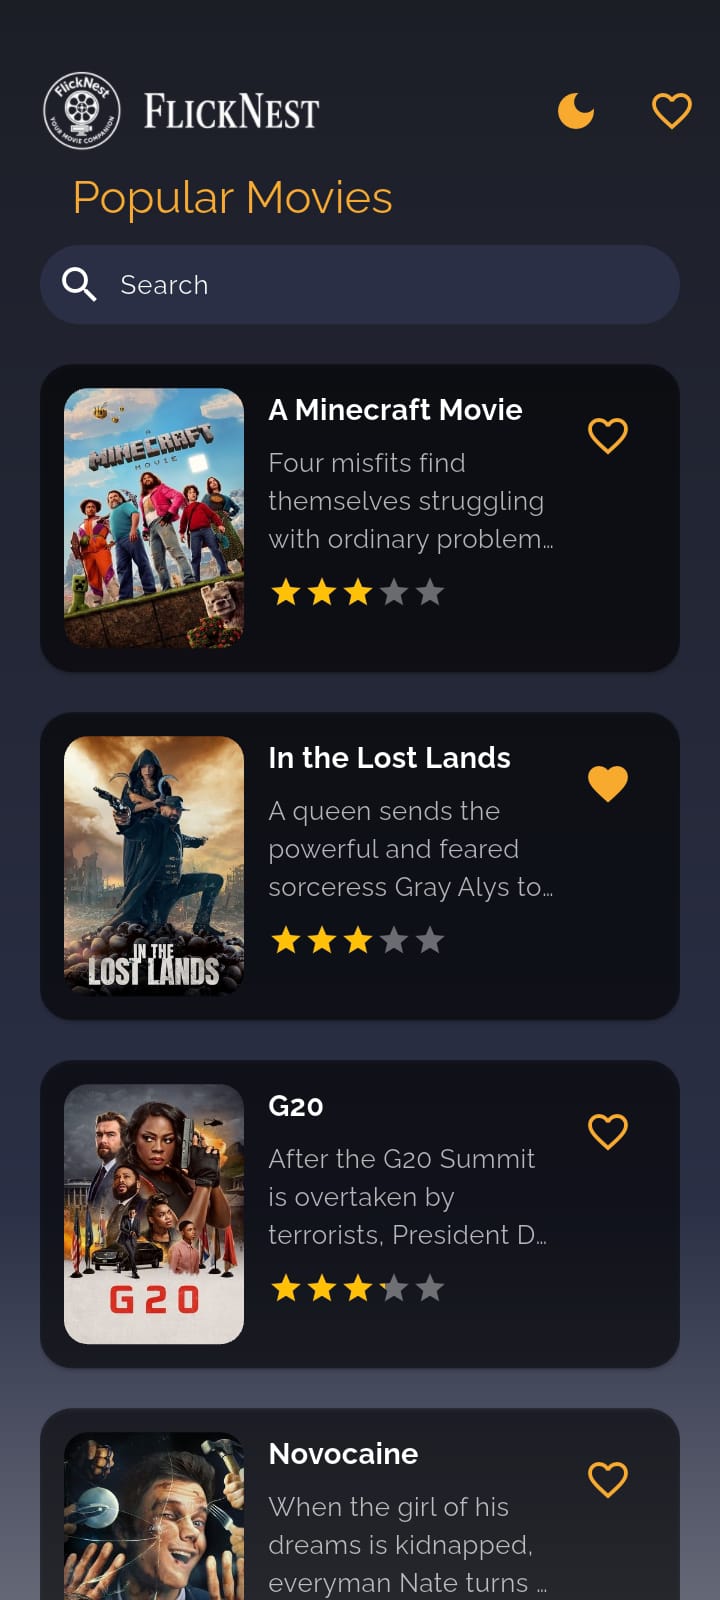 FlickNest
YOUR MOVIE COMPANION
FLICKNEST
Popular Movies
Search
A MINECRAFT MOVIE
A Minecraft Movie
Four misfits find
themselves struggling
with ordinary problem...
IN THE
LOST LANDS
In the Lost Lands
A queen sends the
powerful and feared
sorceress Gray Alys to...
G20
G20
After the G20 Summit
is overtaken by
terrorists, President D...
Novocaine
When the girl of his
dreams is kidnapped,
everyman Nate turns ...